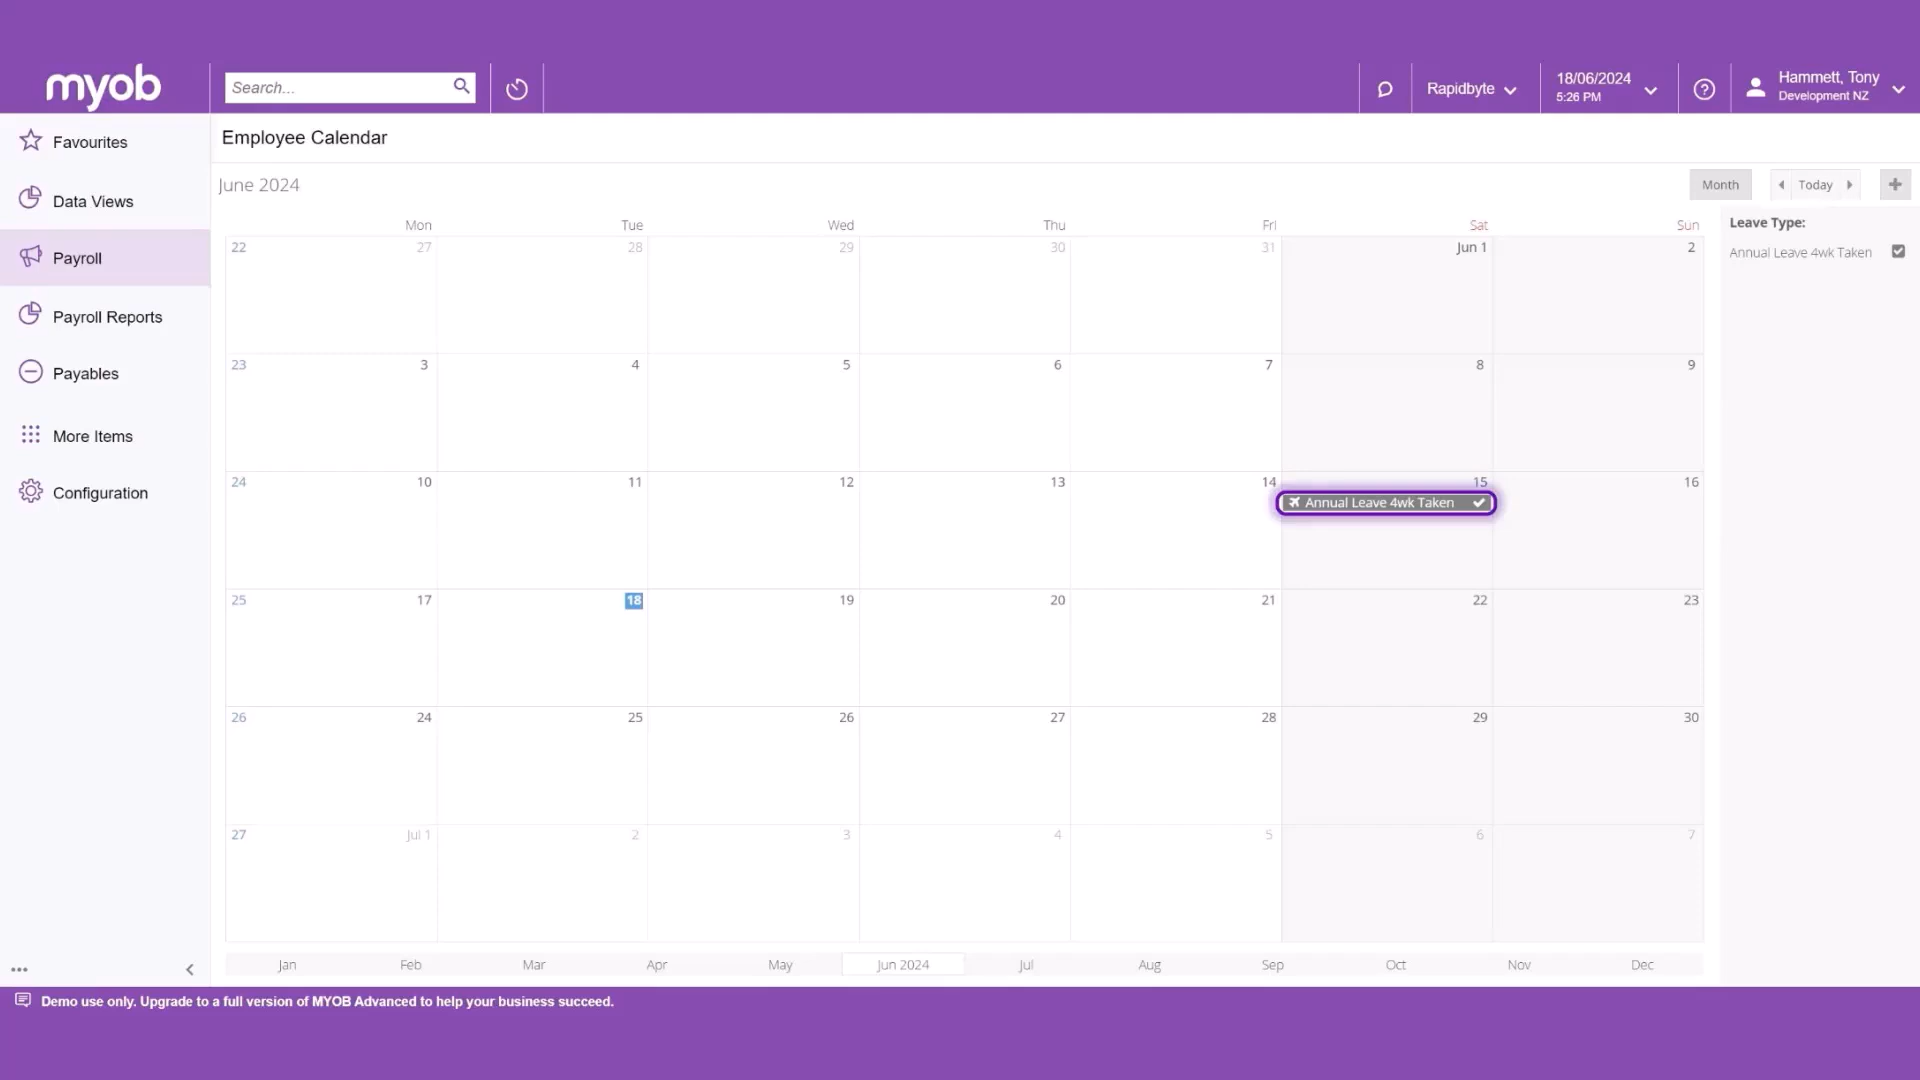 myob
Search...
Rapidbyte
18/06/2024
5:26 PM
Hammett, Tony
Development NZ
Favourites
Data Views
Payroll
Payroll Reports
Payables
More Items
Configuration
Employee Calendar
June 2024
Month
Today
Mon Tue Wed Thu Fri Sat Sun
22 27 28 29 30 31 Jun 1 2
23 3 4 5 6 7 8 9
24 10 11 12 13 14 15 16
Annual Leave 4wk Taken
25 17 18 19 20 21 22 23
26 24 25 26 27 28 29 30
27 Jul 1 2 3 4 5 6 7
Jan Feb Mar Apr May Jun 2024 Jul Aug Sep Oct Nov Dec
Leave Type:
Annual Leave 4wk Taken
Demo use only. Upgrade to a full version of MYOB Advanced to help your business succeed.